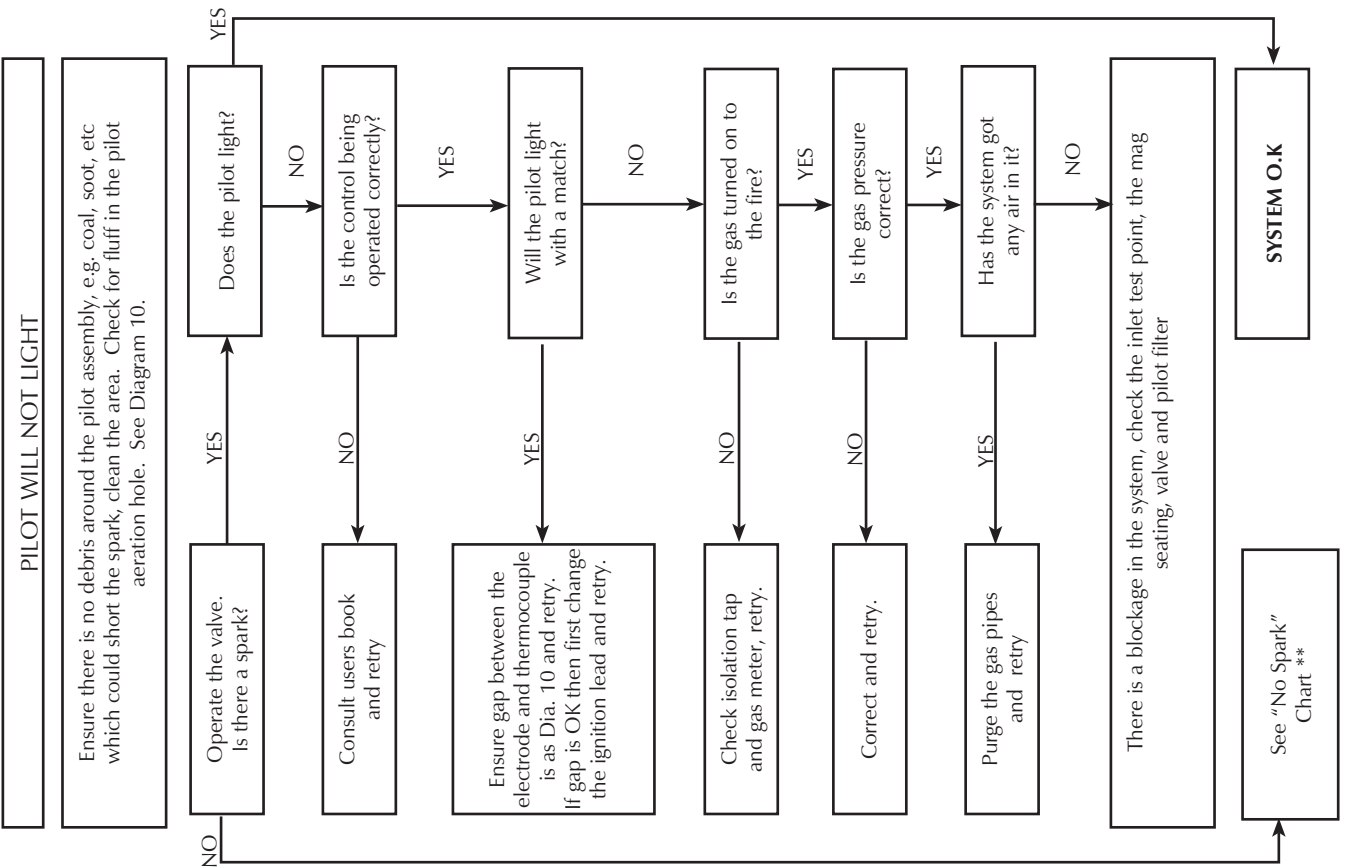 PILOT WILL NOT LIGHT
Ensure there is no debris around the pilot assembly, e.g. coal, soot, etc
which could short the spark, clean the area. Check for fluff in the pilot
aeration hole. See Diagram 10.
Operate the valve.
Is there a spark?
YES
NO
Does the pilot light?
YES
NO
Is the control being
operated correctly?
NO
Consult users book
and retry
YES
Will the pilot light
with a match?
YES
Ensure gap between the
electrode and thermocouple
is as Dia. 10 and retry.
If gap is OK then first change
the ignition lead and retry.
NO
Is the gas turned on to
the fire?
NO
Check isolation tap
and gas meter, retry.
YES
Is the gas pressure
correct?
NO
Correct and retry.
YES
Has the system got
any air in it?
YES
Purge the gas pipes
and retry
NO
There is a blockage in the system, check the inlet test point, the mag
seating, valve and pilot filter
See "No Spark"
Chart **
SYSTEM O.K